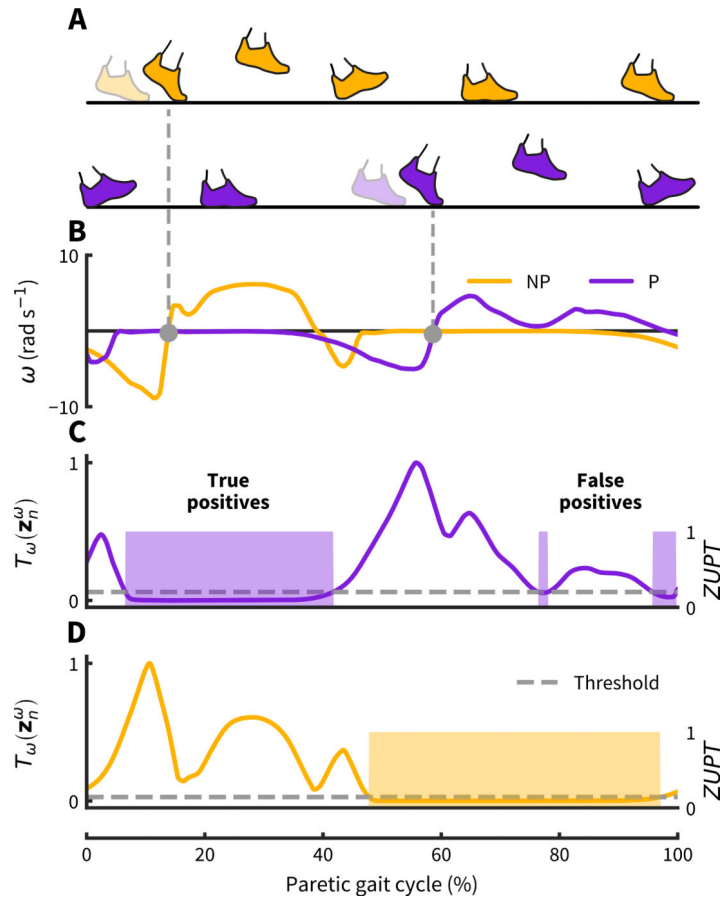 A
B
10
NP
P
ω (rad s⁻¹)
−10
C
1
True
positives
False
positives
T_ω(z_n^ω)
1
0
0
ZUPT
D
1
Threshold
T_ω(z_n^ω)
1
0
0
ZUPT
0
20
40
60
80
100
Paretic gait cycle (%)